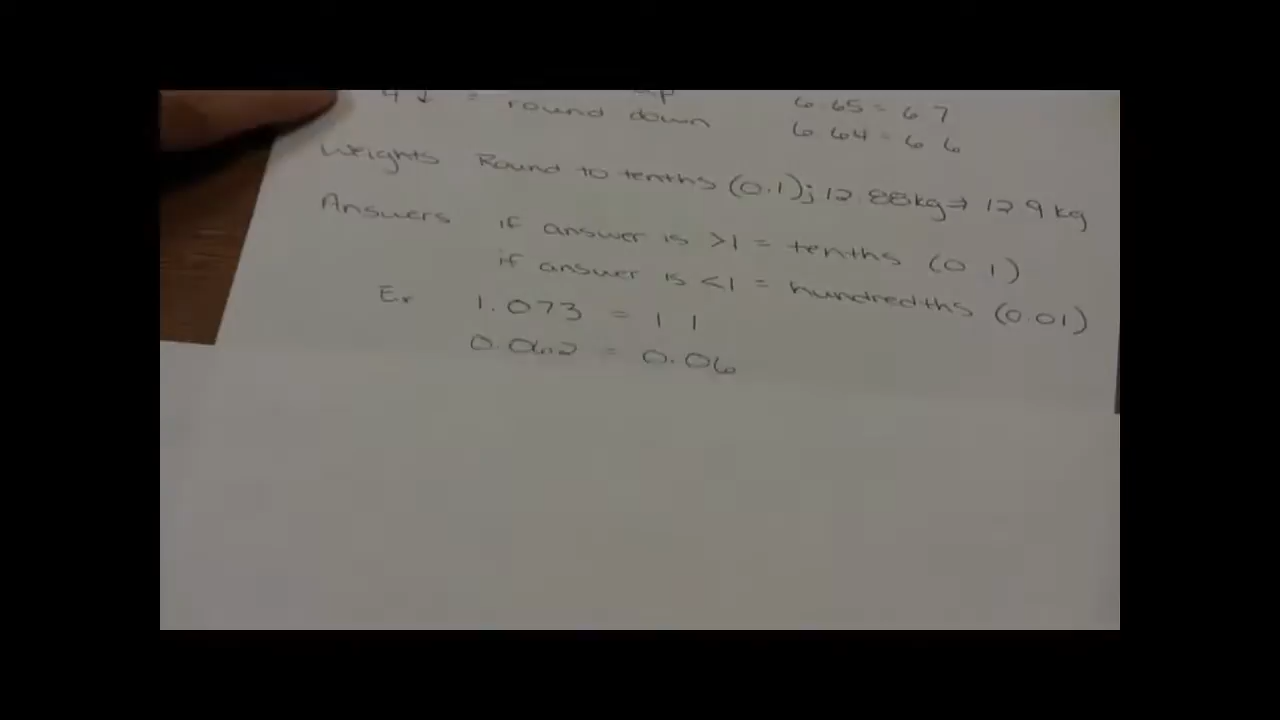 6.65 = 6.7
4 ↓ = round down
6.64 = 6.6
Weights Round to tenths (0.1); 12.88kg → 12.9kg
Answers if answer is >1 = tenths (0.1)
if answer is <1 = hundredths (0.01)
Ex 1.073 = 1.1
0.062 = 0.06